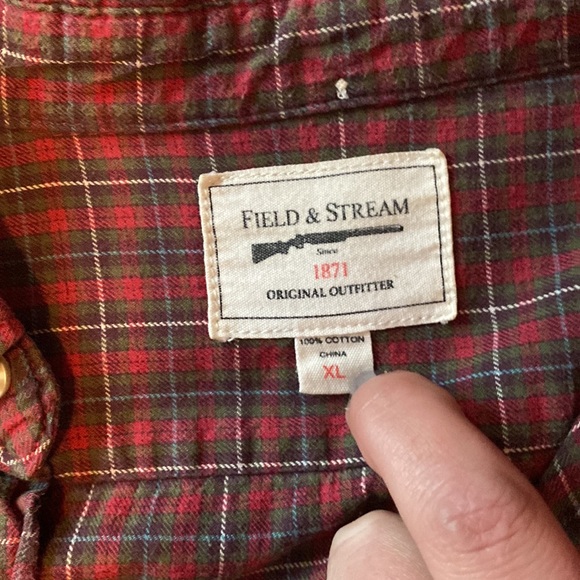 FIELD & STREAM
Since
1871
ORIGINAL OUTFITTER
100% COTTON
CHINA
XL